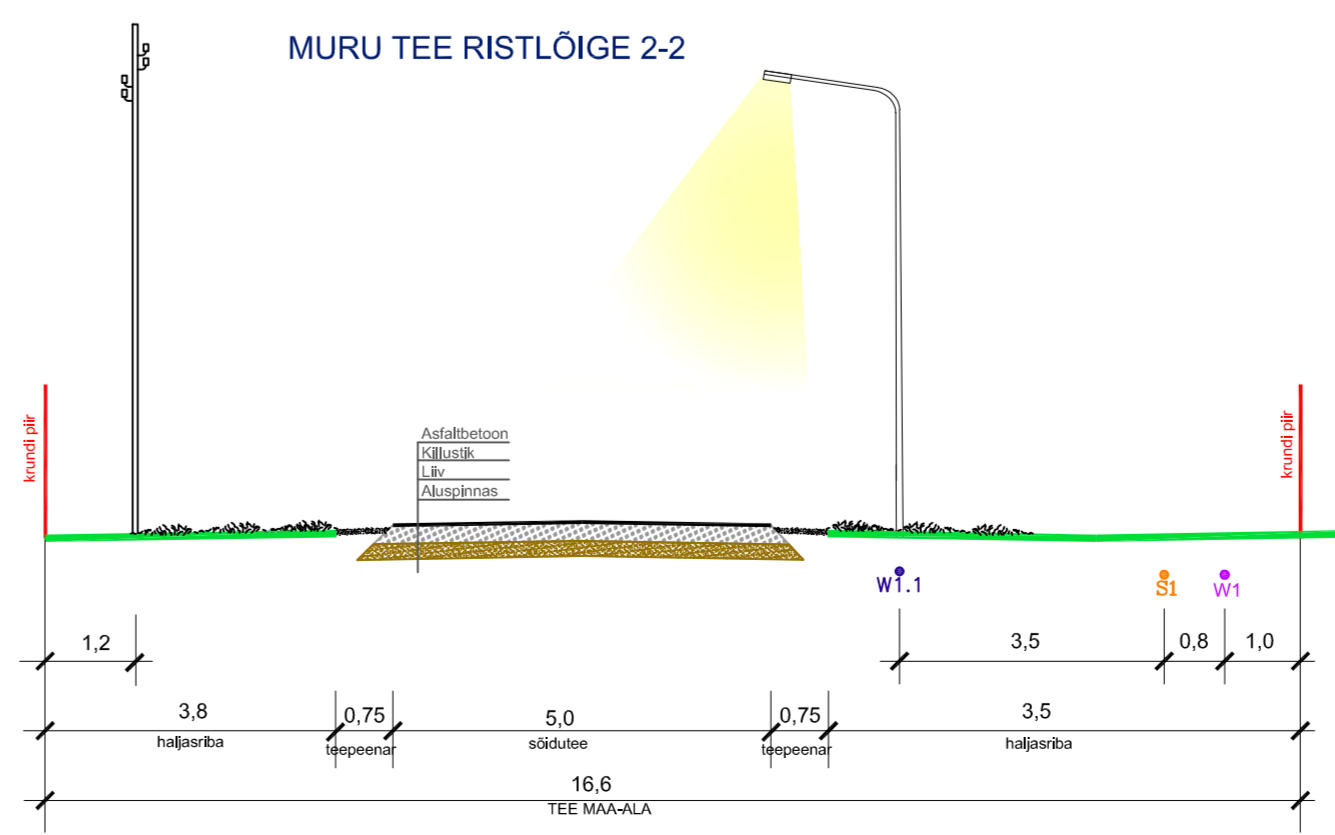 MURU TEE RISTLÕIGE 2-2
krundi piir
krundi piir
Asfaltbetoon
Killustik
Liiv
Aluspinnas
W1.1
S1
W1
1,2
3,5
0,8
1,0
3,8
0,75
5,0
0,75
3,5
haljasriba
teepeenar
sõidutee
teepeenar
haljasriba
16,6
TEE MAA-ALA